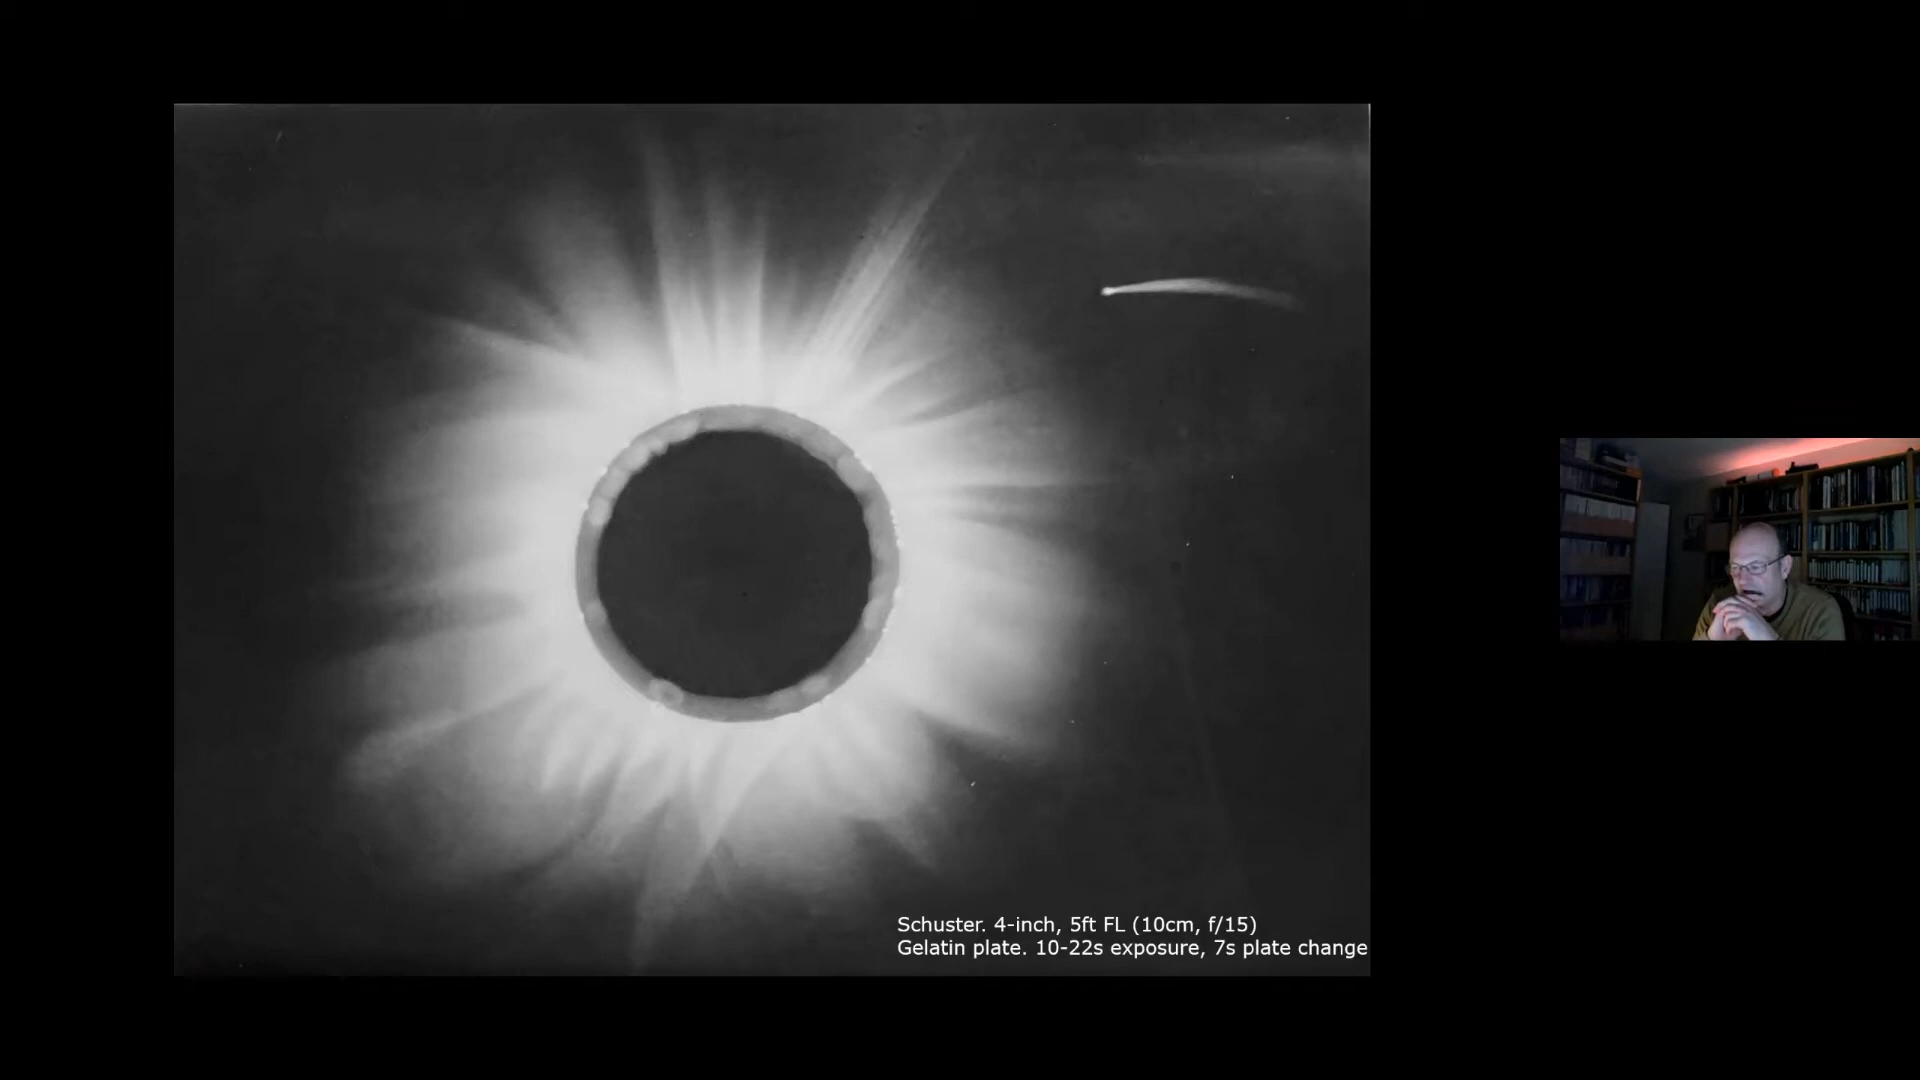 Schuster. 4-inch, 5ft FL (10cm, f/15)
Gelatin plate. 10-22s exposure, 7s plate change